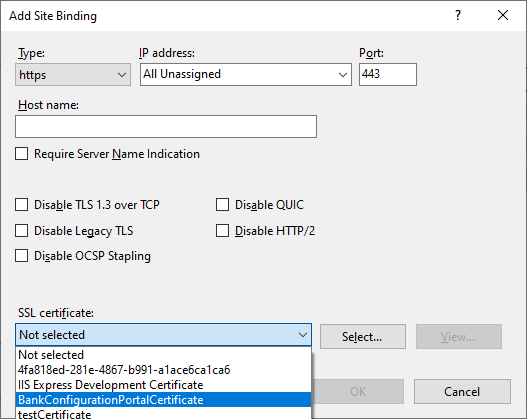 Add Site Binding
?
Type:
IP address:
Port:
https
All Unassigned
443
Host name:
Require Server Name Indication
Disable TLS 1.3 over TCP
Disable QUIC
Disable Legacy TLS
Disable HTTP/2
Disable OCSP Stapling
SSL certificate:
Not selected
Select...
View...
Not selected
4fa818ed-281e-4867-b991-a1ace6ca1ca6
IIS Express Development Certificate
BankConfigurationPortalCertificate
OK
Cancel
testCertificate